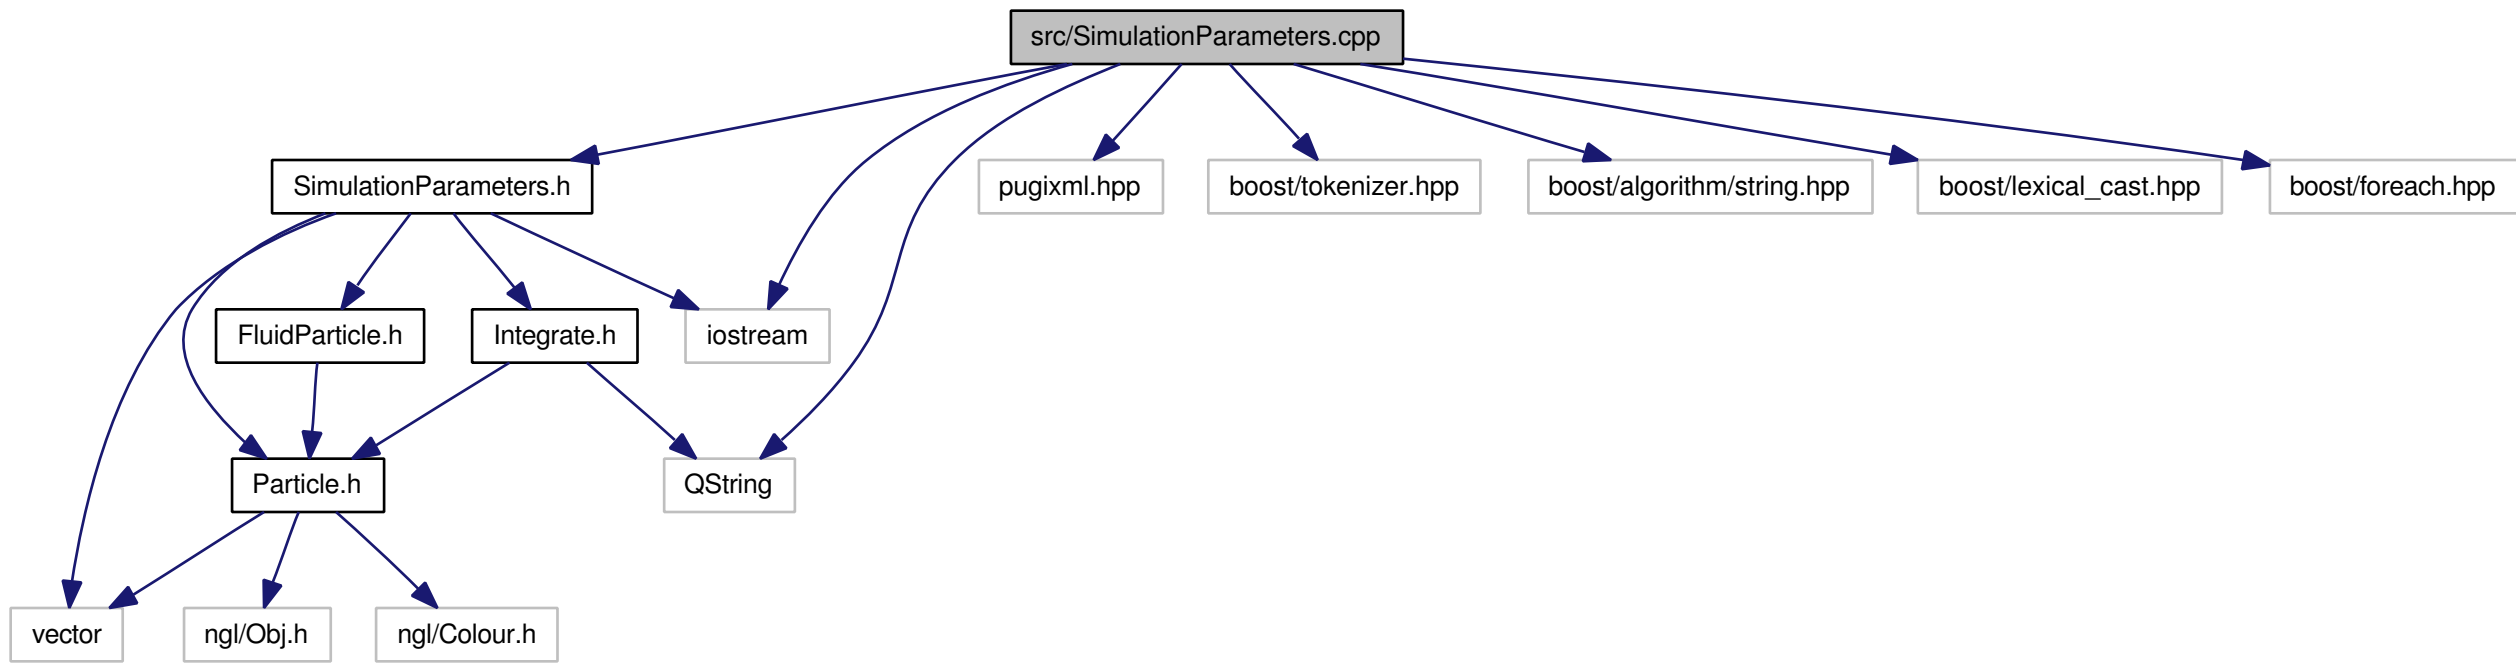 src/SimulationParameters.cpp
SimulationParameters.h
pugixml.hpp
boost/tokenizer.hpp
boost/algorithm/string.hpp
boost/lexical_cast.hpp
boost/foreach.hpp
FluidParticle.h
Integrate.h
iostream
Particle.h
QString
vector
ngl/Obj.h
ngl/Colour.h